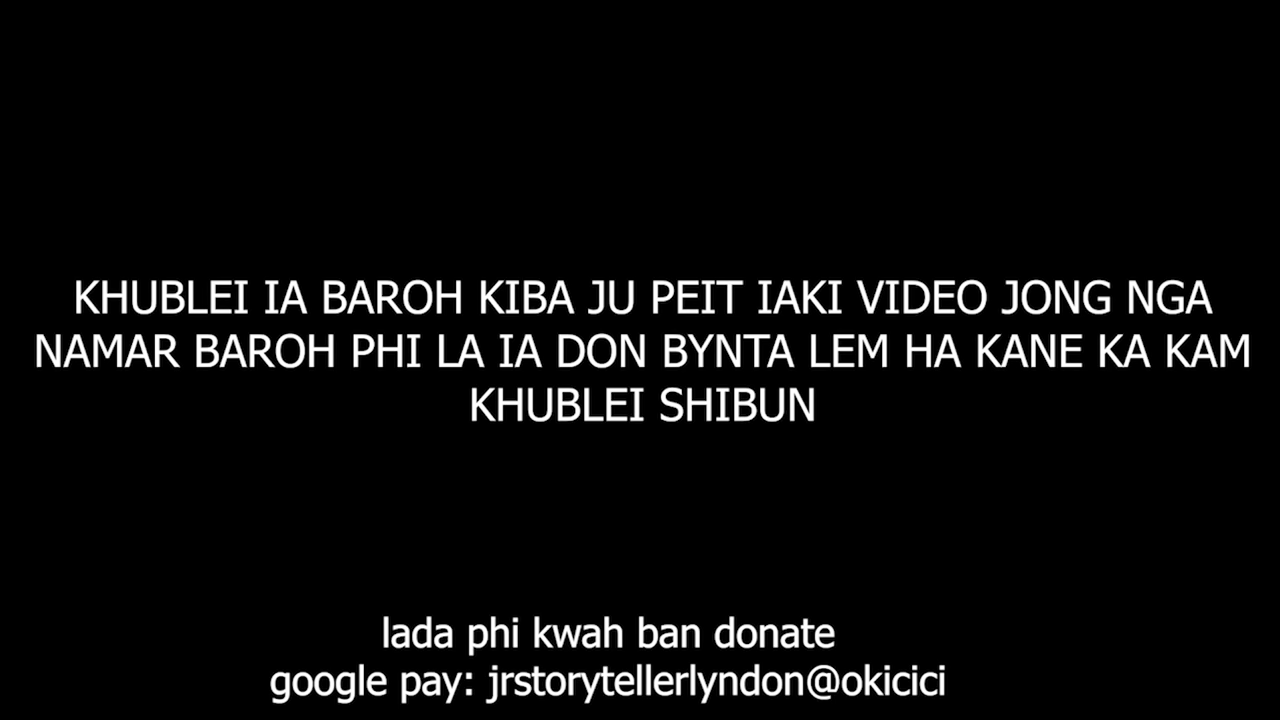 KHUBLEI IA BAROH KIBA JU PEIT IAKI VIDEO JONG NGA
NAMAR BAROH PHI LA IA DON BYNTA LEM HA KANE KA KAM
KHUBLEI SHIBUN
lada phi kwah ban donate
google pay: jrstorytellerlyndon@okicici